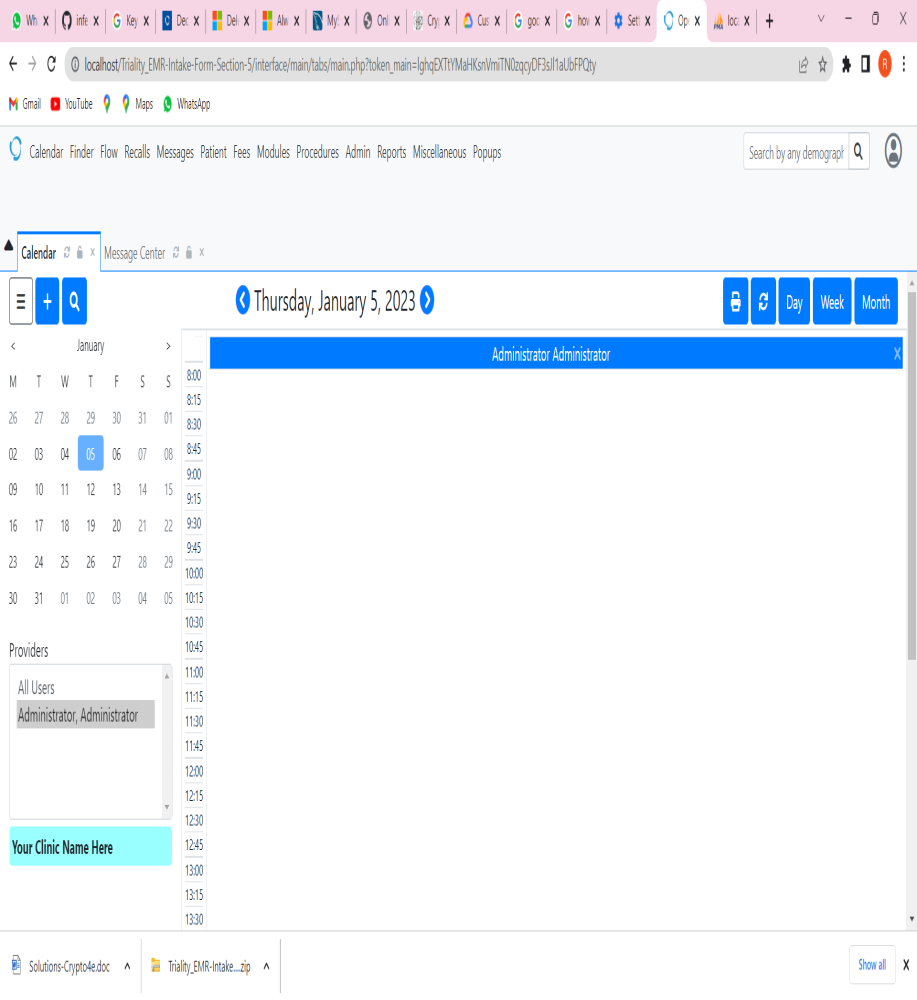 Wh infe Key Dec Deli Alw My Onl Cry Cus goo hov Sett Ope loca
localhost/Triality_EMR-Intake-Form-Section-5/interface/main/tabs/main.php?token_main=
Gmail YouTube Maps WhatsApp
Calendar Finder Flow Recalls Messages Patient Fees Modules Procedures Admin Reports Miscellaneous Popups Search by any demograph
Calendar Message Center
Thursday, January 5, 2023 Day Week Month
January
Administrator Administrator
M T W T F S S
26 27 28 29 30 31 01
02 03 04 05 06 07 08
09 10 11 12 13 14 15
16 17 18 19 20 21 22
23 24 25 26 27 28 29
30 31 01 02 03 04 05
Providers
All Users
Administrator, Administrator
Your Clinic Name Here
8:00
8:15
8:30
8:45
9:00
9:15
9:30
9:45
10:00
10:15
10:30
10:45
11:00
11:15
11:30
11:45
12:00
12:15
12:30
12:45
13:00
13:15
13:30
Solutions-Crypto4e.doc Triality_EMR-Intake....zip Show all